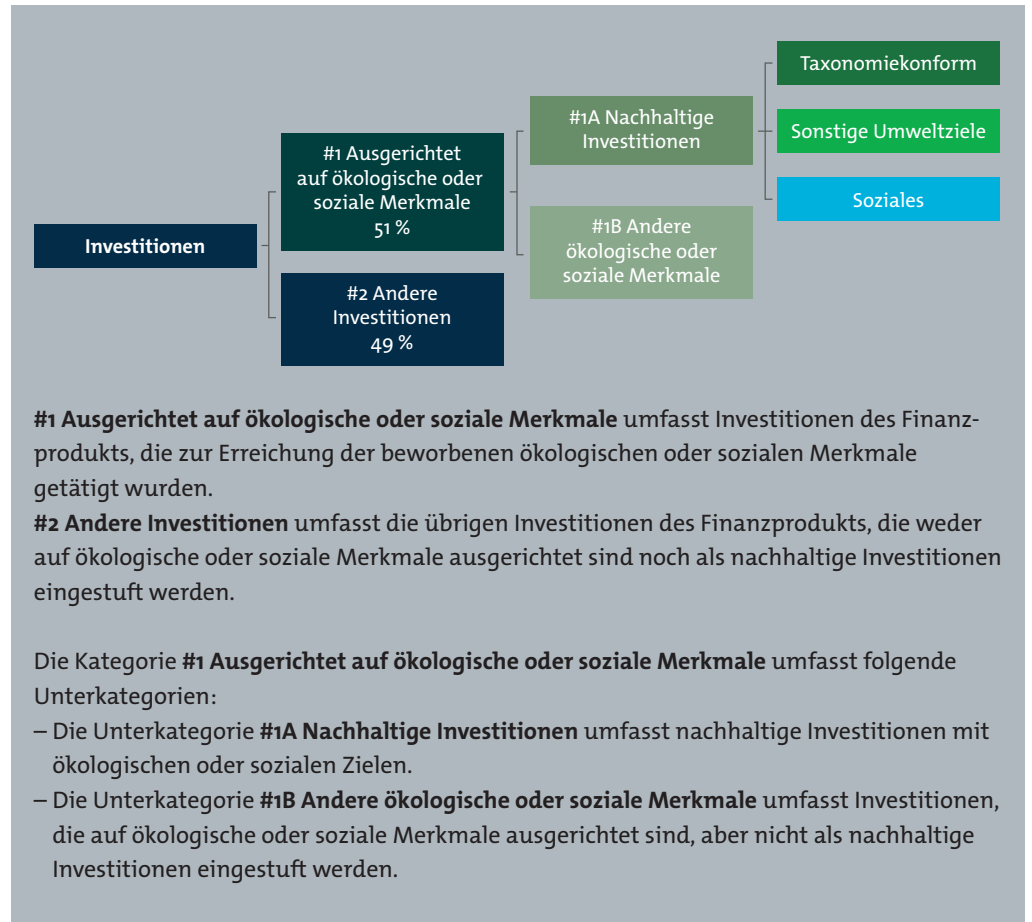 Investitionen
#1 Ausgerichtet
auf ökologische oder
soziale Merkmale
51 %
#2 Andere
Investitionen
49 %
#1A Nachhaltige
Investitionen
#1B Andere
ökologische oder
soziale Merkmale
Taxonomiekonform
Sonstige Umweltziele
Soziales
#1 Ausgerichtet auf ökologische oder soziale Merkmale umfasst Investitionen des Finanz-
produkts, die zur Erreichung der beworbenen ökologischen oder sozialen Merkmale
getätigt wurden.
#2 Andere Investitionen umfasst die übrigen Investitionen des Finanzprodukts, die weder
auf ökologische oder soziale Merkmale ausgerichtet sind noch als nachhaltige Investitionen
eingestuft werden.
Die Kategorie #1 Ausgerichtet auf ökologische oder soziale Merkmale umfasst folgende
Unterkategorien:
– Die Unterkategorie #1A Nachhaltige Investitionen umfasst nachhaltige Investitionen mit
ökologischen oder sozialen Zielen.
– Die Unterkategorie #1B Andere ökologische oder soziale Merkmale umfasst Investitionen,
die auf ökologische oder soziale Merkmale ausgerichtet sind, aber nicht als nachhaltige
Investitionen eingestuft werden.